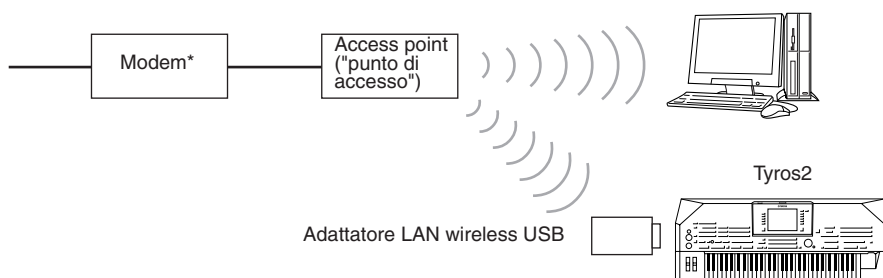 Modem*
Access point
("punto di
accesso")
Tyros2
Adattatore LAN wireless USB